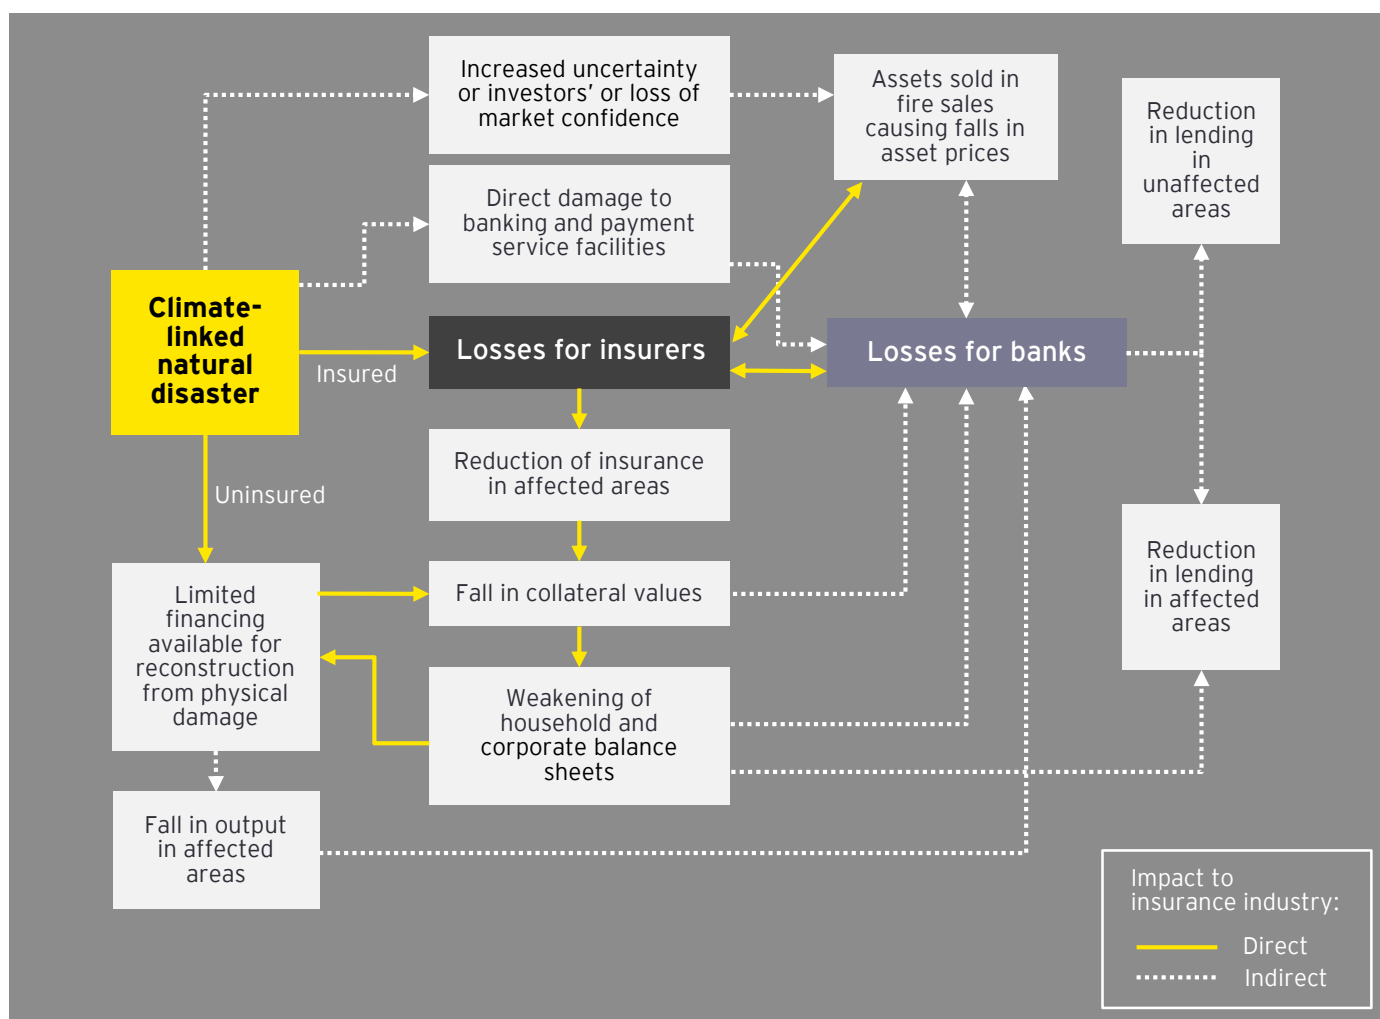 Increased uncertainty
or investors’ or loss of
market confidence
Assets sold in
fire sales
causing falls in
asset prices
Reduction
in lending
in
unaffected
areas
Direct damage to
banking and payment
service facilities
Climate-
linked
natural
disaster
Insured
Losses for insurers
Losses for banks
Uninsured
Reduction of insurance
in affected areas
Limited
financing
available for
reconstruction
from physical
damage
Fall in collateral values
Reduction
in lending
in affected
areas
Weakening of
household and
corporate balance
sheets
Fall in output
in affected
areas
Impact to
insurance industry:
Direct
Indirect